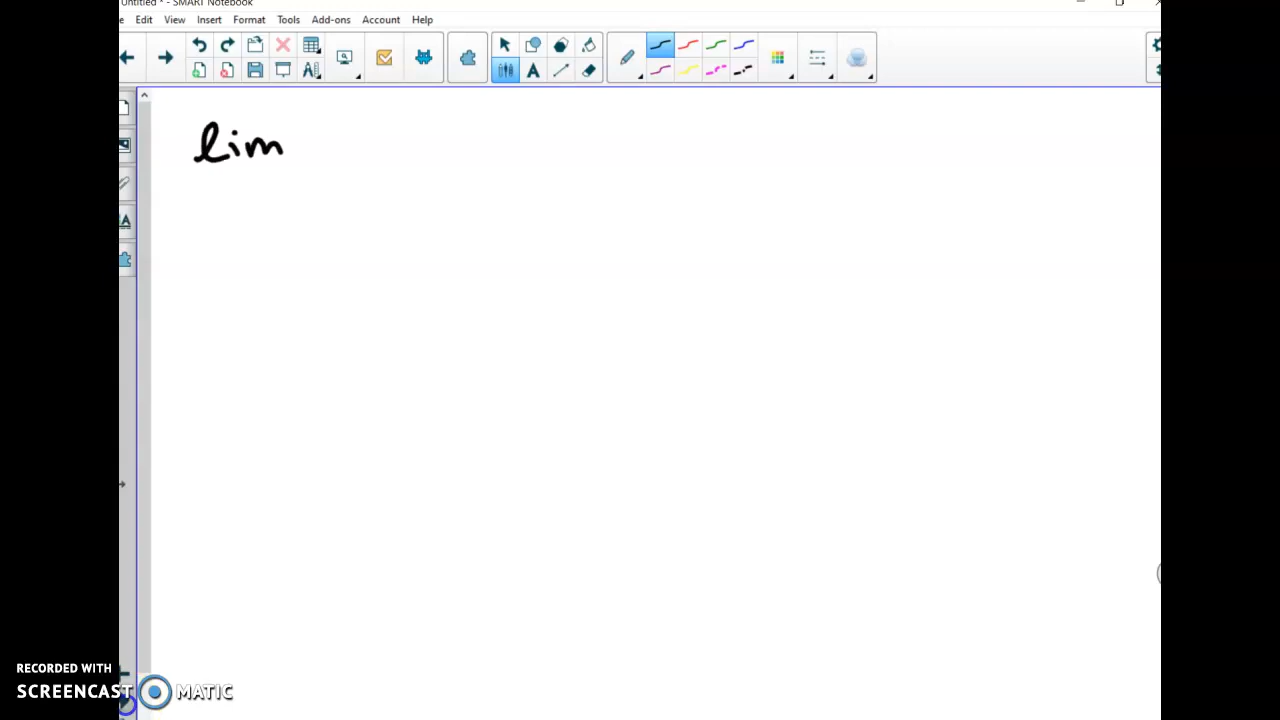 Untitled * - SMART Notebook
Edit View Insert Format Tools Add-ons Account Help
lim
RECORDED WITH
SCREENCAST MATIC